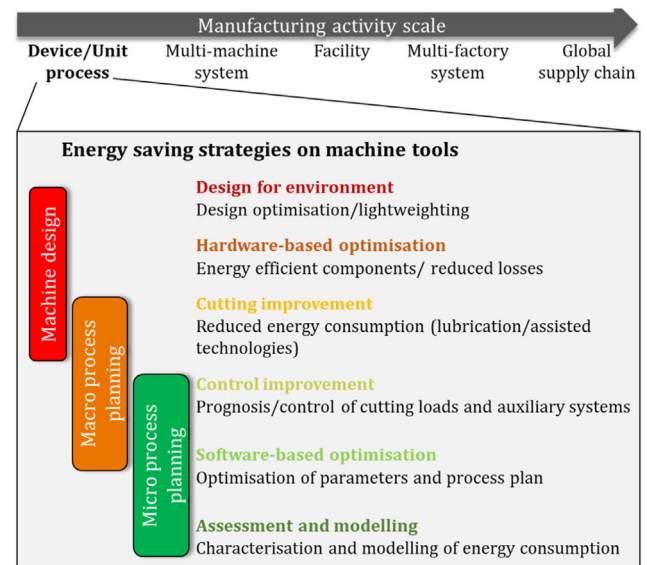 Manufacturing activity scale
Device/Unit process
Multi-machine system
Facility
Multi-factory system
Global supply chain
Energy saving strategies on machine tools
Machine design
Macro process planning
Micro process planning
Design for environment
Design optimisation/lightweighting
Hardware-based optimisation
Energy efficient components/ reduced losses
Cutting improvement
Reduced energy consumption (lubrication/assisted
technologies)
Control improvement
Prognosis/control of cutting loads and auxiliary systems
Software-based optimisation
Optimisation of parameters and process plan
Assessment and modelling
Characterisation and modelling of energy consumption